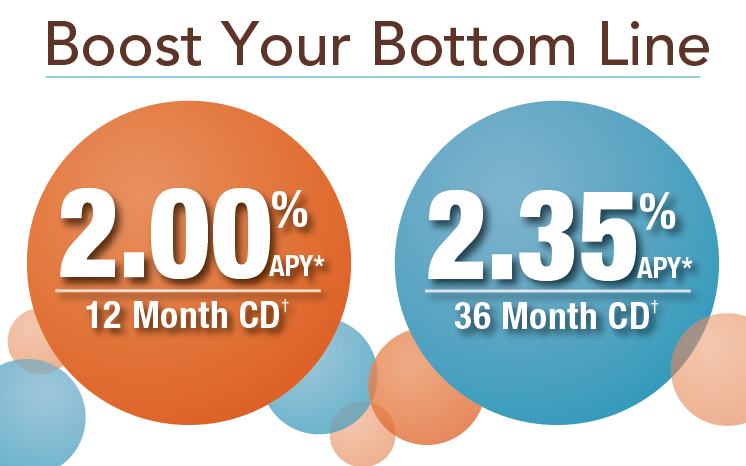 Boost Your Bottom Line
2.00% APY*
12 Month CD†
2.35% APY*
36 Month CD†